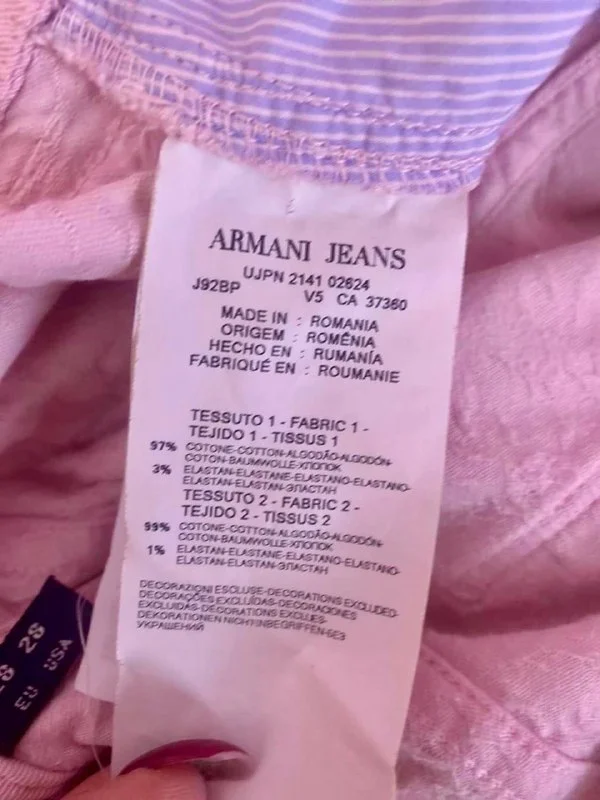 ARMANI JEANS
UJPN 2141 02624
J92BP V5 CA 37360
MADE IN : ROMANIA
ORIGEM : ROMÊNIA
HECHO EN : RUMANÍA
FABRIQUÉ EN : ROUMANIE
TESSUTO 1 - FABRIC 1 -
TEJIDO 1 - TISSUS 1
97% COTONE-COTTON-ALGODÃO-ALGODÓN-
COTON-BAUMWOLLE-ХЛОПОК
3% ELASTAN-ELASTANE-ELASTANO-ELASTANO-
ELASTAN-ELASTAN-ЭЛАСТАН
TESSUTO 2 - FABRIC 2 -
TEJIDO 2 - TISSUS 2
99% COTONE-COTTON-ALGODÃO-ALGODÓN-
COTON-BAUMWOLLE-ХЛОПОК
1% ELASTAN-ELASTANE-ELASTANO-ELASTANO-
ELASTAN-ELASTAN-ЭЛАСТАН
DECORAZIONI ESCLUSE-DECORATIONS EXCLUDED-
DECORAÇÕES EXCLUÍDAS-DECORACIONES
EXCLUIDAS-DÉCORATIONS EXCLUES-
DEKORATIONEN NICHT INBEGRIFFEN-БЕЗ
УКРАШЕНИЙ
28
EU USA